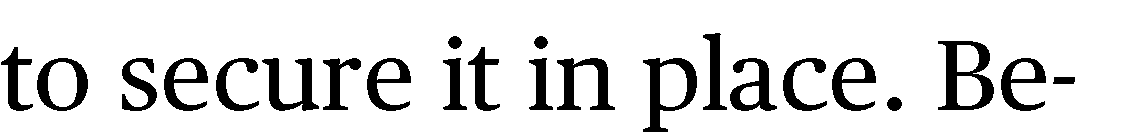 to secure it in place. Be-